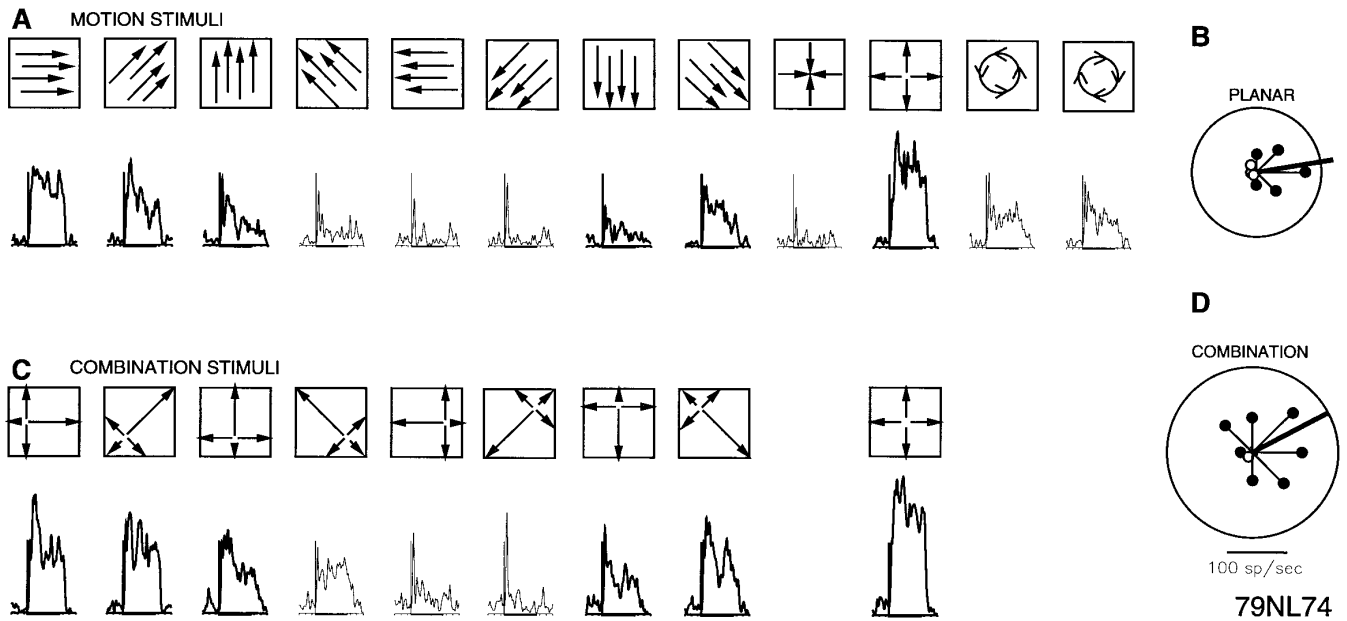 A MOTION STIMULI
B
PLANAR
C COMBINATION STIMULI
D
COMBINATION
100 sp/sec
79NL74